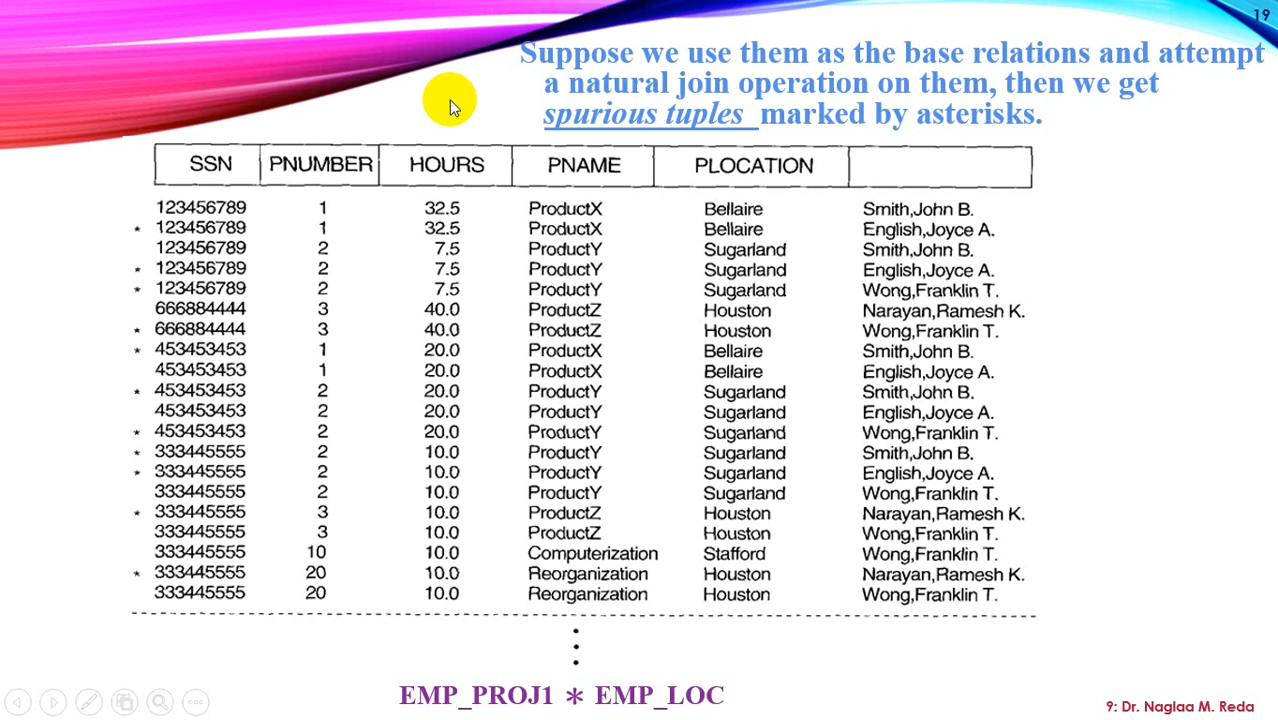 19
Suppose we use them as the base relations and attempt
a natural join operation on them, then we get
spurious tuples marked by asterisks.
SSN PNUMBER HOURS PNAME PLOCATION
123456789 1 32.5 ProductX Bellaire Smith,John B.
* 123456789 1 32.5 ProductX Bellaire English,Joyce A.
123456789 2 7.5 ProductY Sugarland Smith,John B.
* 123456789 2 7.5 ProductY Sugarland English,Joyce A.
* 123456789 2 7.5 ProductY Sugarland Wong,Franklin T.
666884444 3 40.0 ProductZ Houston Narayan,Ramesh K.
* 666884444 3 40.0 ProductZ Houston Wong,Franklin T.
* 453453453 1 20.0 ProductX Bellaire Smith,John B.
453453453 1 20.0 ProductX Bellaire English,Joyce A.
* 453453453 2 20.0 ProductY Sugarland Smith,John B.
453453453 2 20.0 ProductY Sugarland English,Joyce A.
* 453453453 2 20.0 ProductY Sugarland Wong,Franklin T.
* 333445555 2 10.0 ProductY Sugarland Smith,John B.
* 333445555 2 10.0 ProductY Sugarland English,Joyce A.
333445555 2 10.0 ProductY Sugarland Wong,Franklin T.
* 333445555 3 10.0 ProductZ Houston Narayan,Ramesh K.
333445555 3 10.0 ProductZ Houston Wong,Franklin T.
333445555 10 10.0 Computerization Stafford Wong,Franklin T.
* 333445555 20 10.0 Reorganization Houston Narayan,Ramesh K.
333445555 20 10.0 Reorganization Houston Wong,Franklin T.
EMP_PROJ1 * EMP_LOC
9: Dr. Naglaa M. Reda